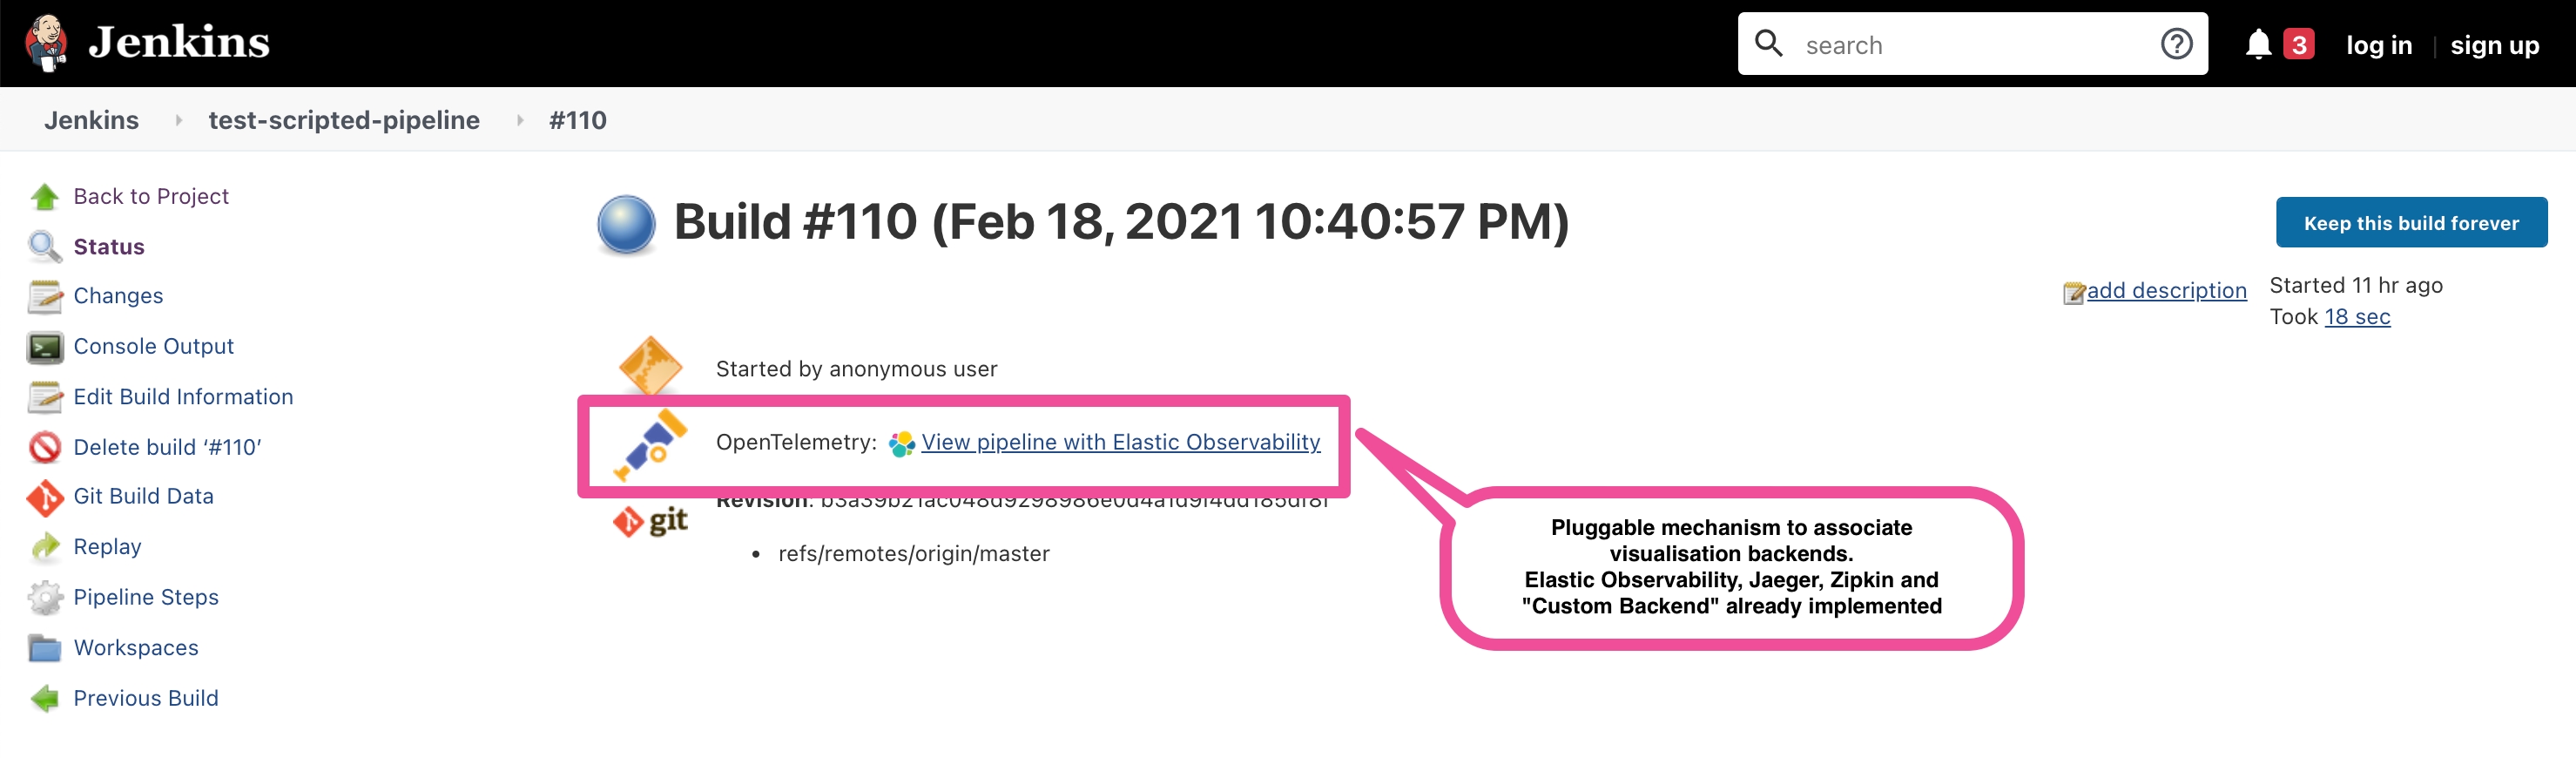 Jenkins
search
3
log in
sign up
Jenkins
test-scripted-pipeline
#110
Back to Project
Status
Changes
Console Output
Edit Build Information
Delete build ‘#110’
Git Build Data
Replay
Pipeline Steps
Workspaces
Previous Build
Build #110 (Feb 18, 2021 10:40:57 PM)
Keep this build forever
add description
Started 11 hr ago
Took 18 sec
Started by anonymous user
OpenTelemetry: View pipeline with Elastic Observability
Revision:
git
• refs/remotes/origin/master
Pluggable mechanism to associate
visualisation backends.
Elastic Observability, Jaeger, Zipkin and
"Custom Backend" already implemented